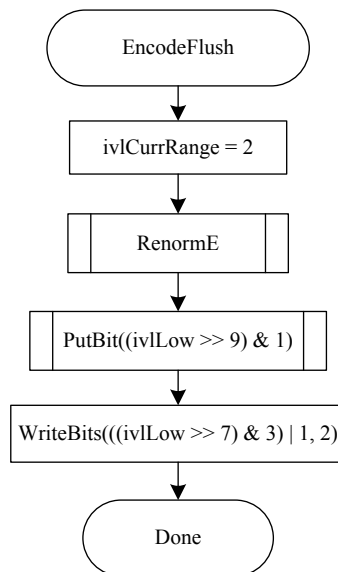 EncodeFlush
ivlCurrRange = 2
RenormE
PutBit((ivlLow >> 9) & 1)
WriteBits(((ivlLow >> 7) & 3) | 1, 2)
Done